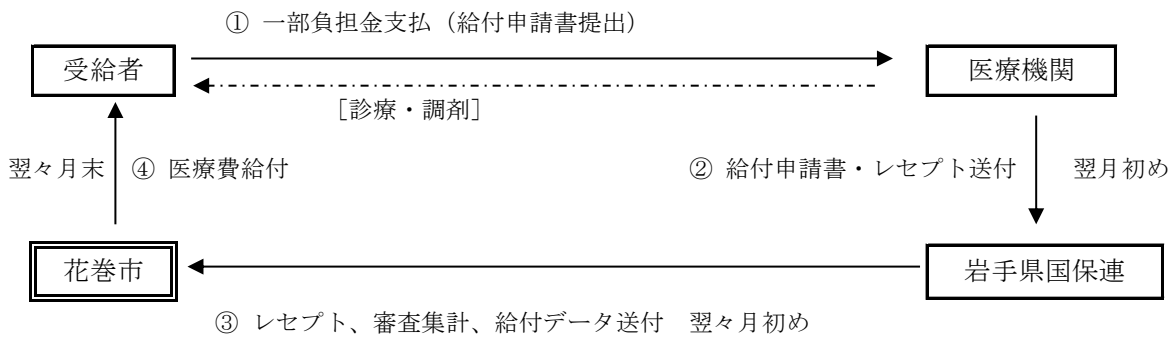 ① 一部負担金支払（給付申請書提出）
受給者
医療機関
［診療・調剤］
翌々月末
④ 医療費給付
② 給付申請書・レセプト送付
翌月初め
花巻市
岩手県国保連
③ レセプト、審査集計、給付データ送付　翌々月初め